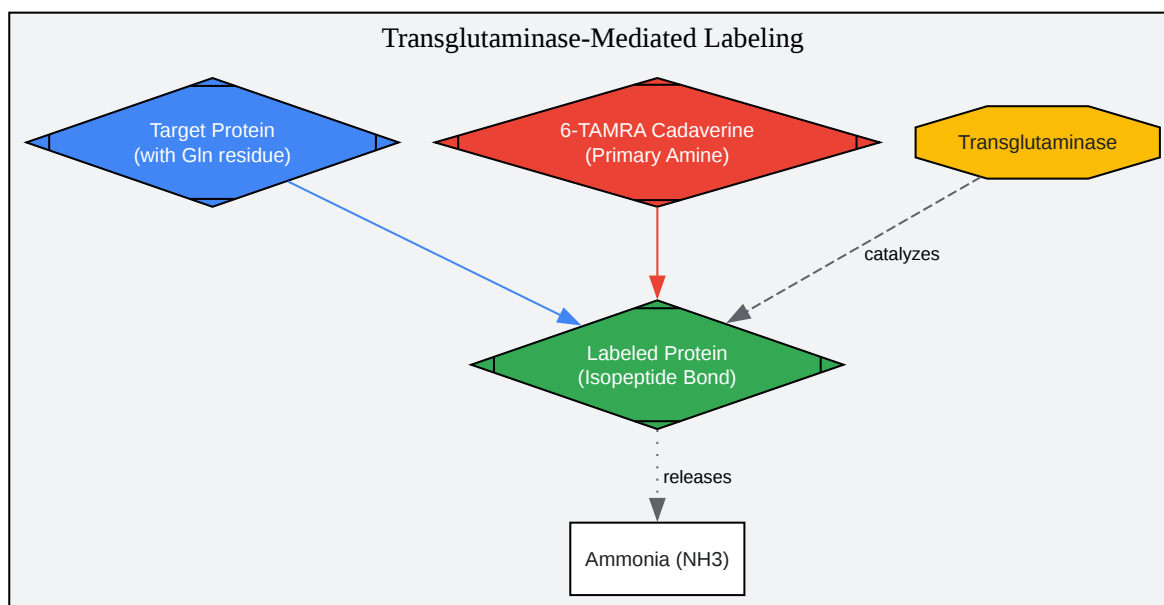 Transglutaminase-Mediated Labeling
Target Protein
(with Gln residue)
6-TAMRA Cadaverine
(Primary Amine)
Transglutaminase
catalyzes
Labeled Protein
(Isopeptide Bond)
releases
Ammonia (NH3)